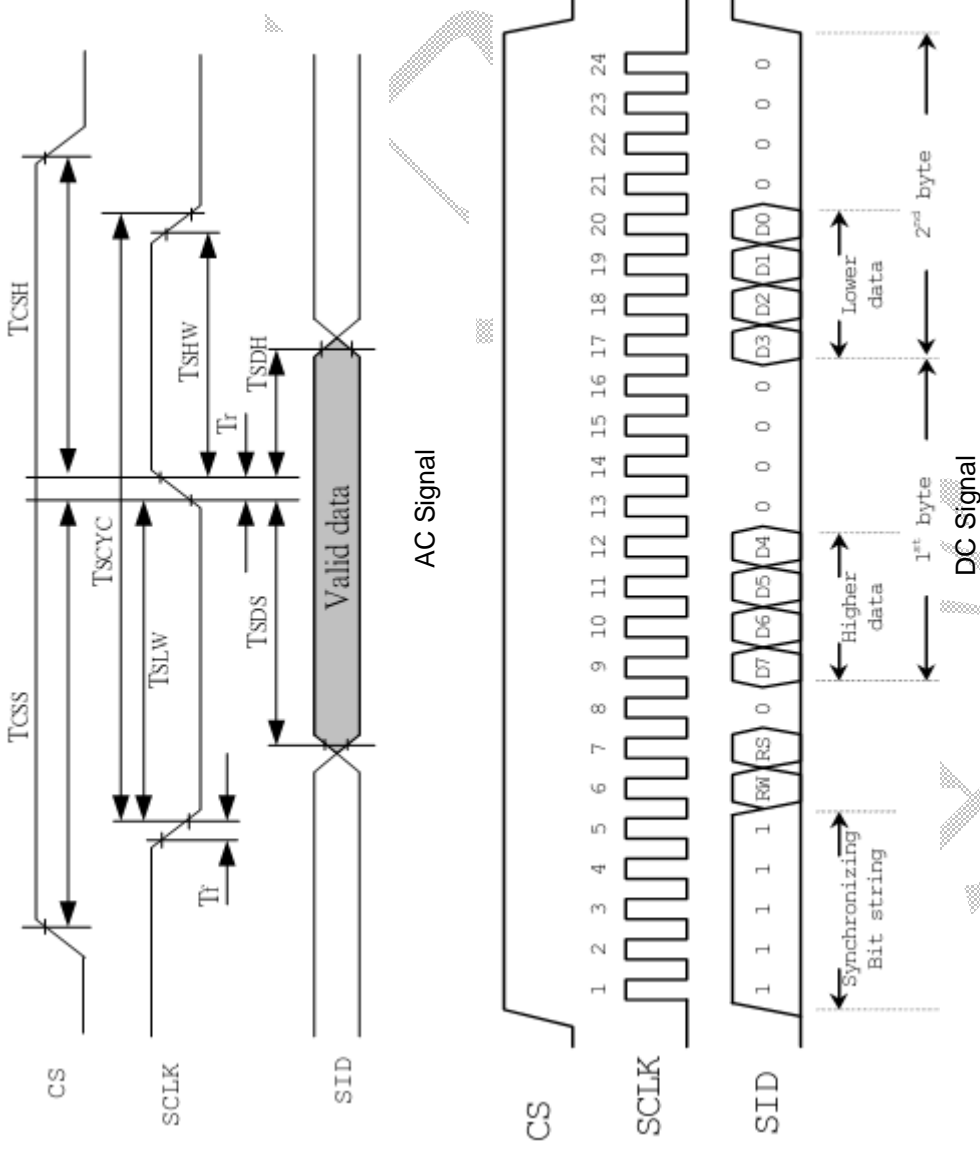 TCSS
TCSH
CS
TSCYC
TSLW
TSHW
Tf
Tr
SCLK
TSDS
TSDH
SID
Valid data
AC Signal
CS
1 2 3 4 5 6 7 8 9 10 11 12 13 14 15 16 17 18 19 20 21 22 23 24
SCLK
SID
1 1 1 1 1 RW RS 0 D7 D6 D5 D4 0 0 0 0 D3 D2 D1 D0 0 0 0 0
Synchronizing
Bit string
Higher
data
Lower
data
1st byte
2nd byte
DC Signal